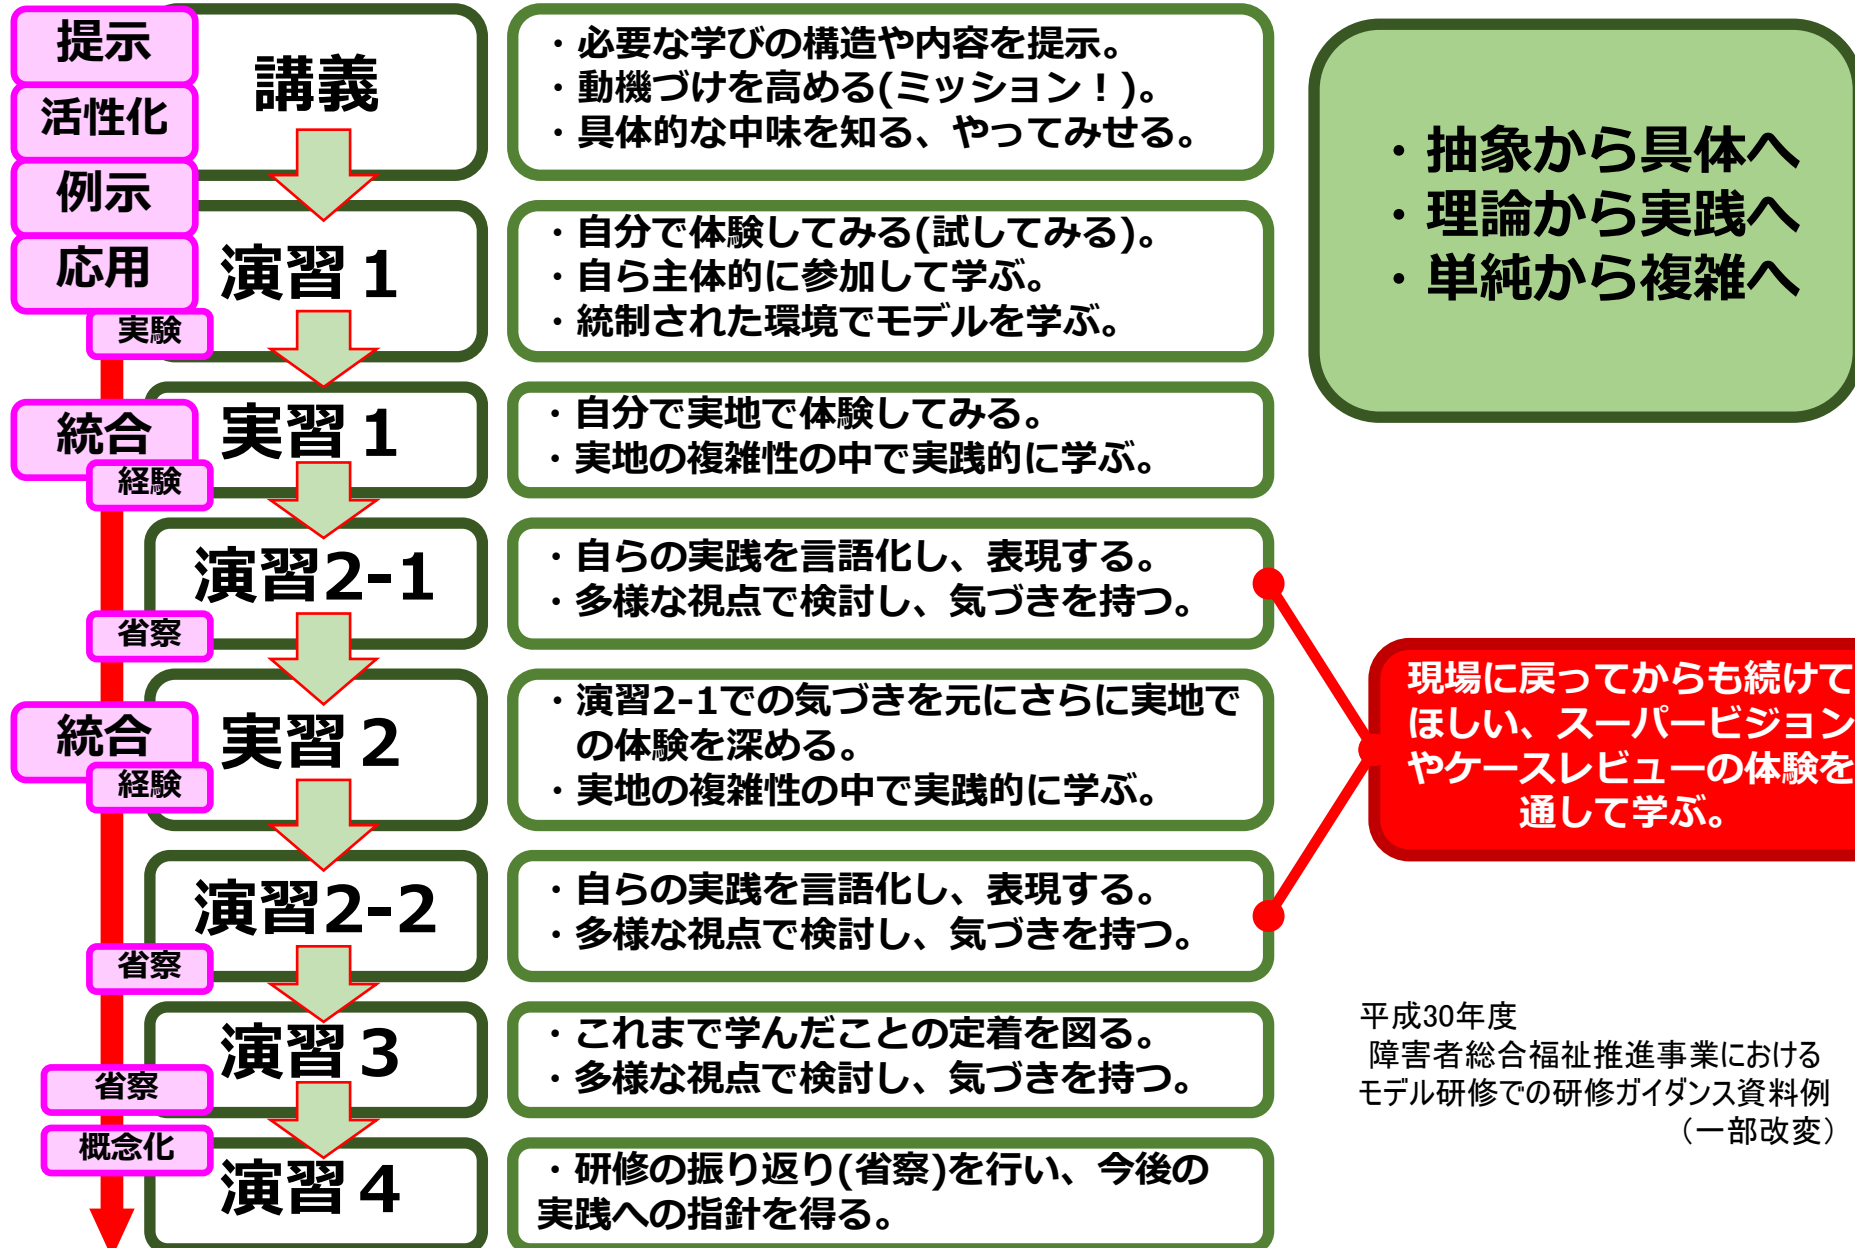 提示
活性化
例示
応用
講義
・必要な学びの構造や内容を提示。
・動機づけを高める(ミッション！)。
・具体的な中味を知る、やってみせる。
・抽象から具体へ
・理論から実践へ
・単純から複雑へ
演習１
実験
・自分で体験してみる(試してみる)。
・自ら主体的に参加して学ぶ。
・統制された環境でモデルを学ぶ。
統合
経験
実習１
・自分で実地で体験してみる。
・実地の複雑性の中で実践的に学ぶ。
演習2-1
省察
・自らの実践を言語化し、表現する。
・多様な視点で検討し、気づきを持つ。
現場に戻ってからも続けて
ほしい、スーパービジョン
やケースレビューの体験を
通して学ぶ。
統合
経験
実習２
・演習2-1での気づきを元にさらに実地で
の体験を深める。
・実地の複雑性の中で実践的に学ぶ。
演習2-2
省察
・自らの実践を言語化し、表現する。
・多様な視点で検討し、気づきを持つ。
演習３
省察
・これまで学んだことの定着を図る。
・多様な視点で検討し、気づきを持つ。
概念化
演習４
・研修の振り返り(省察)を行い、今後の
実践への指針を得る。
平成30年度
障害者総合福祉推進事業における
モデル研修での研修ガイダンス資料例
（一部改変）